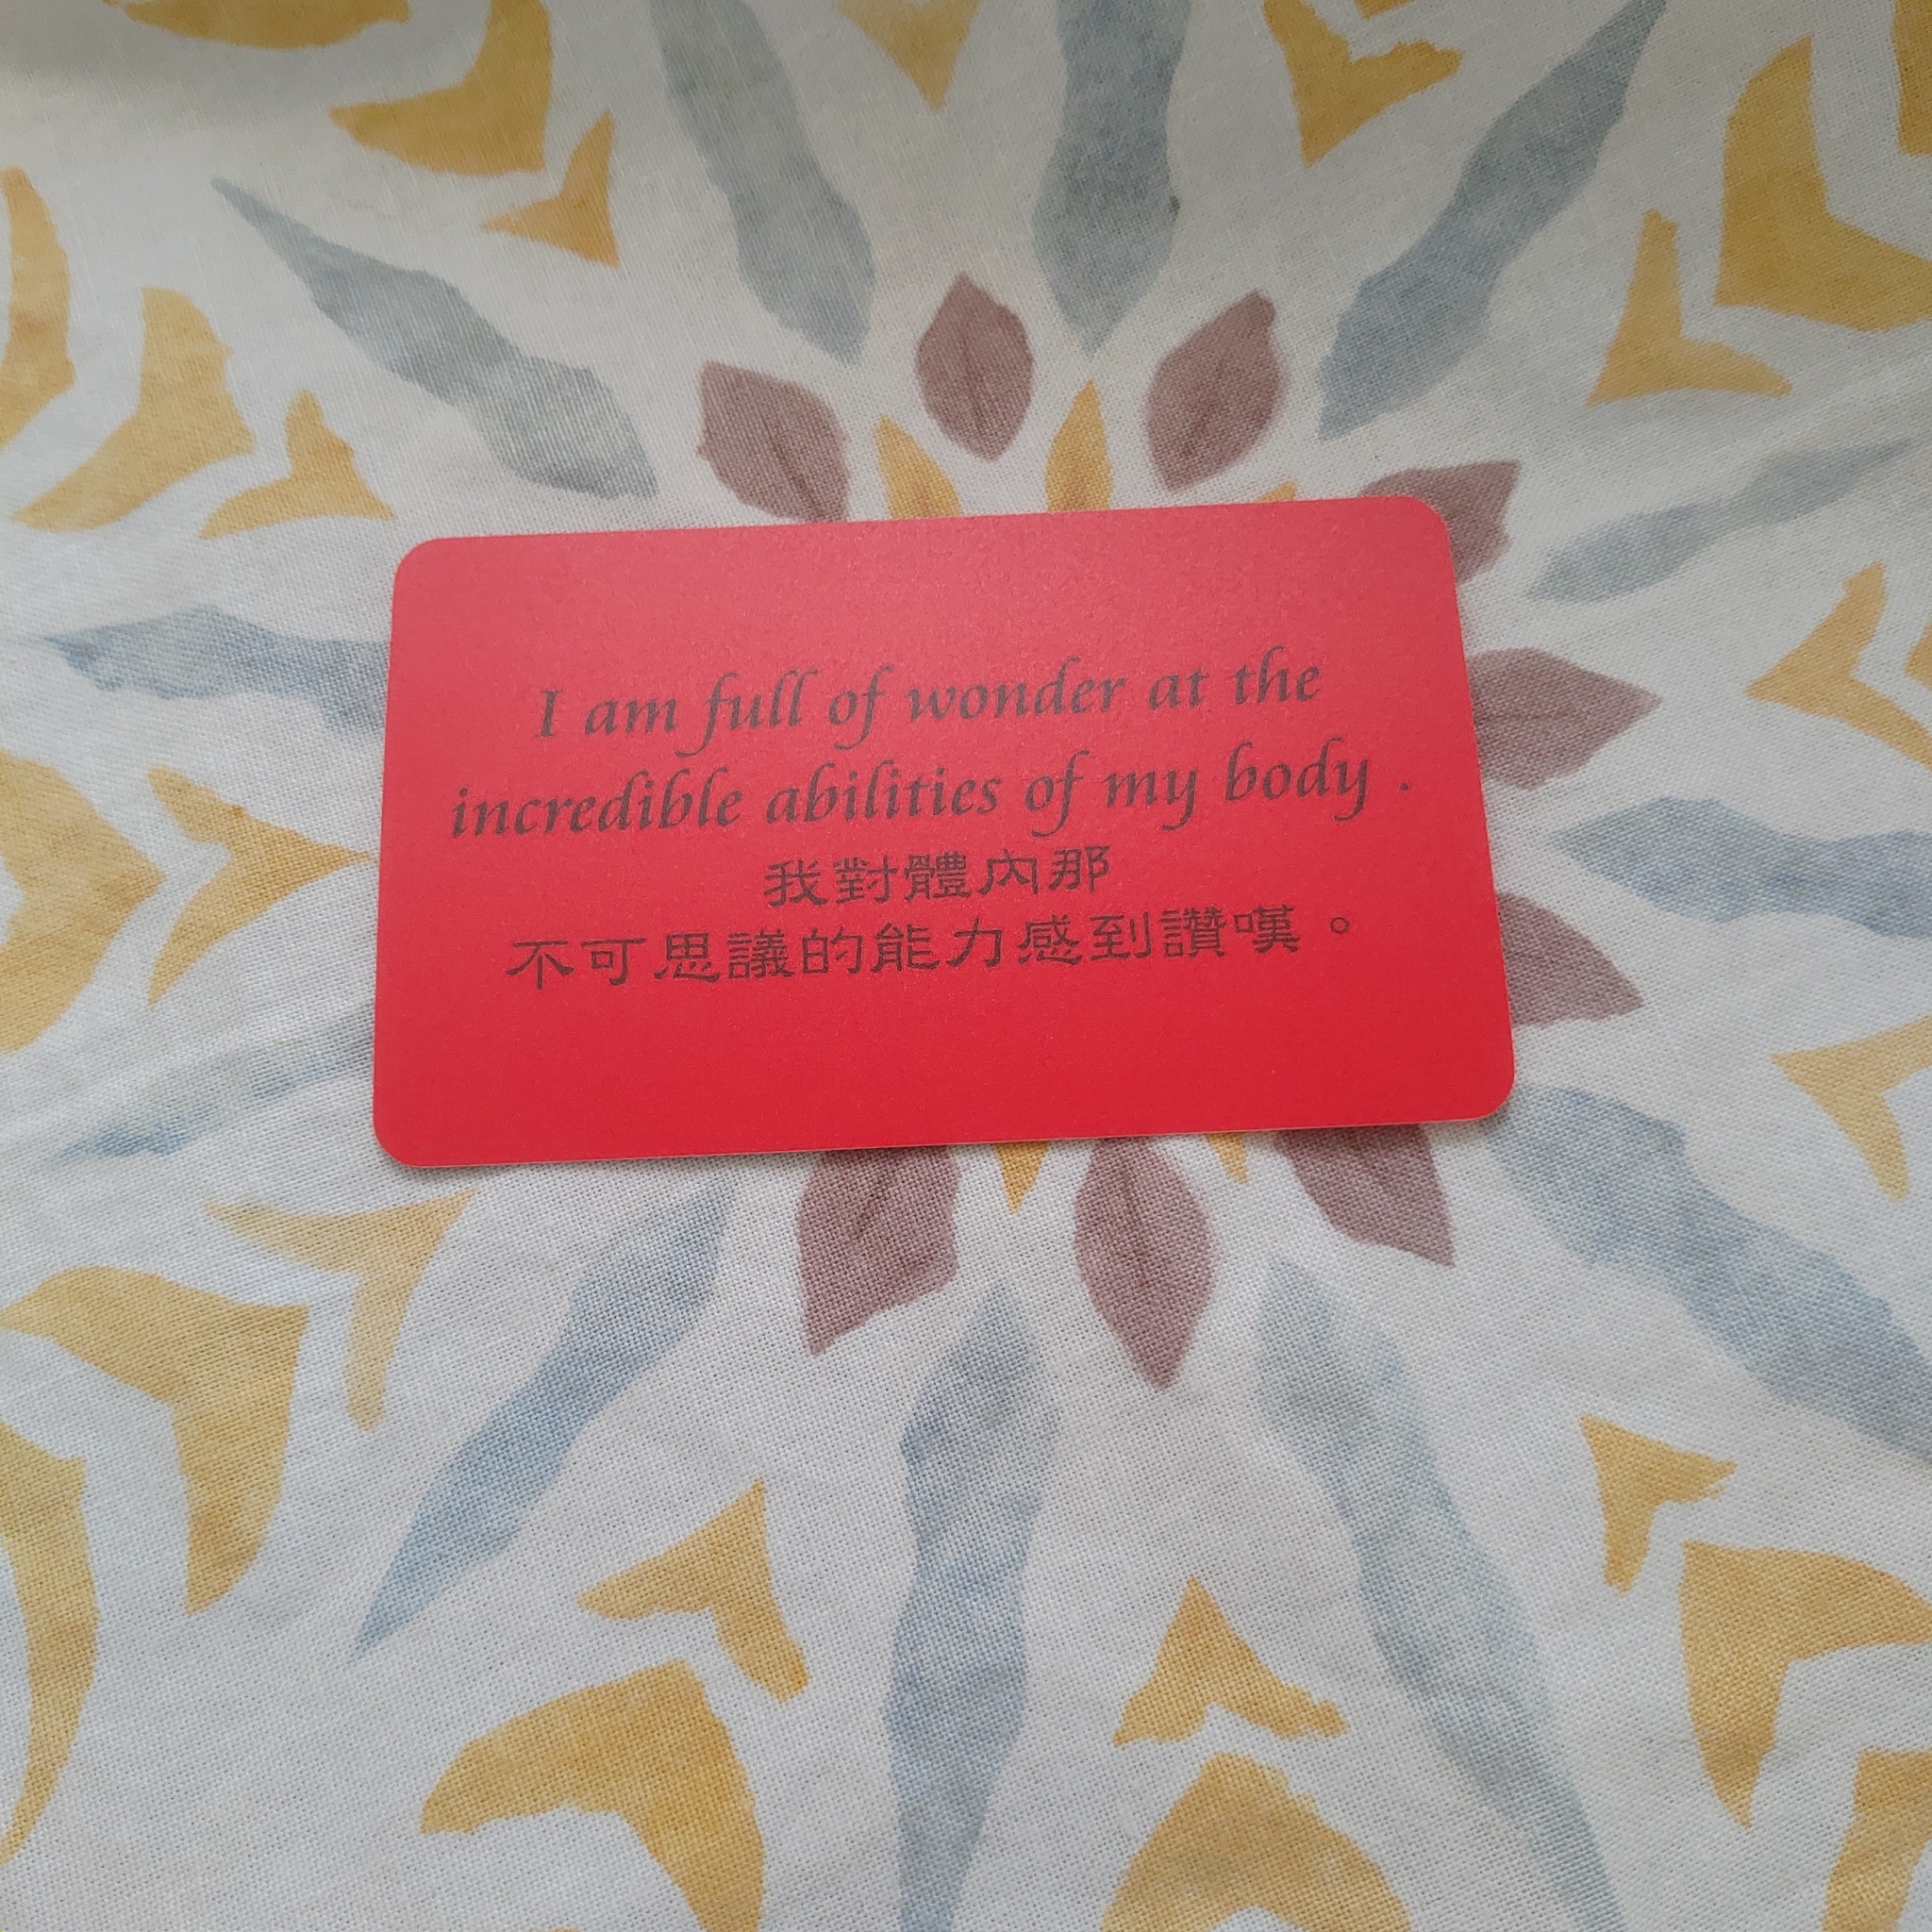 I am full of wonder at the
incredible abilities of my body .
我對體內那
不可思議的能力感到讚嘆。